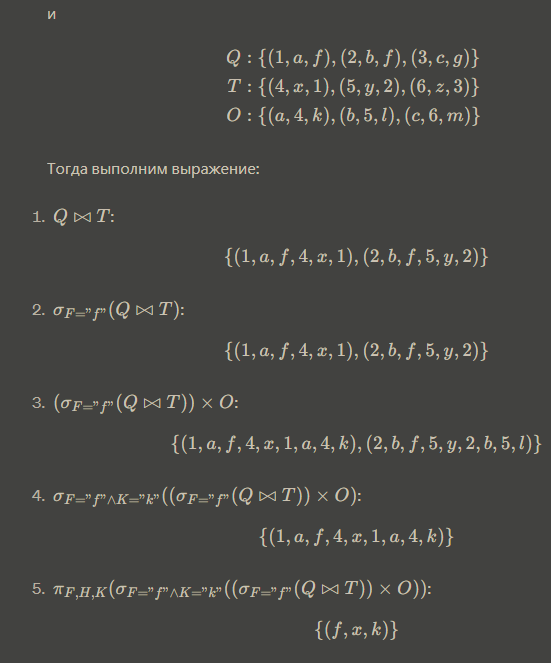 и
Q : {(1, a, f), (2, b, f), (3, c, g)}
T : {(4, x, 1), (5, y, 2), (6, z, 3)}
O : {(a, 4, k), (b, 5, l), (c, 6, m)}
Тогда выполним выражение:
1. Q ⋈ T:
{(1, a, f, 4, x, 1), (2, b, f, 5, y, 2)}
2. σ_{F="f"}(Q ⋈ T):
{(1, a, f, 4, x, 1), (2, b, f, 5, y, 2)}
3. (σ_{F="f"}(Q ⋈ T)) × O:
{(1, a, f, 4, x, 1, a, 4, k), (2, b, f, 5, y, 2, b, 5, l)}
4. σ_{F="f"∧K="k"}((σ_{F="f"}(Q ⋈ T)) × O):
{(1, a, f, 4, x, 1, a, 4, k)}
5. π_{F,H,K}(σ_{F="f"∧K="k"}((σ_{F="f"}(Q ⋈ T)) × O)):
{(f, x, k)}